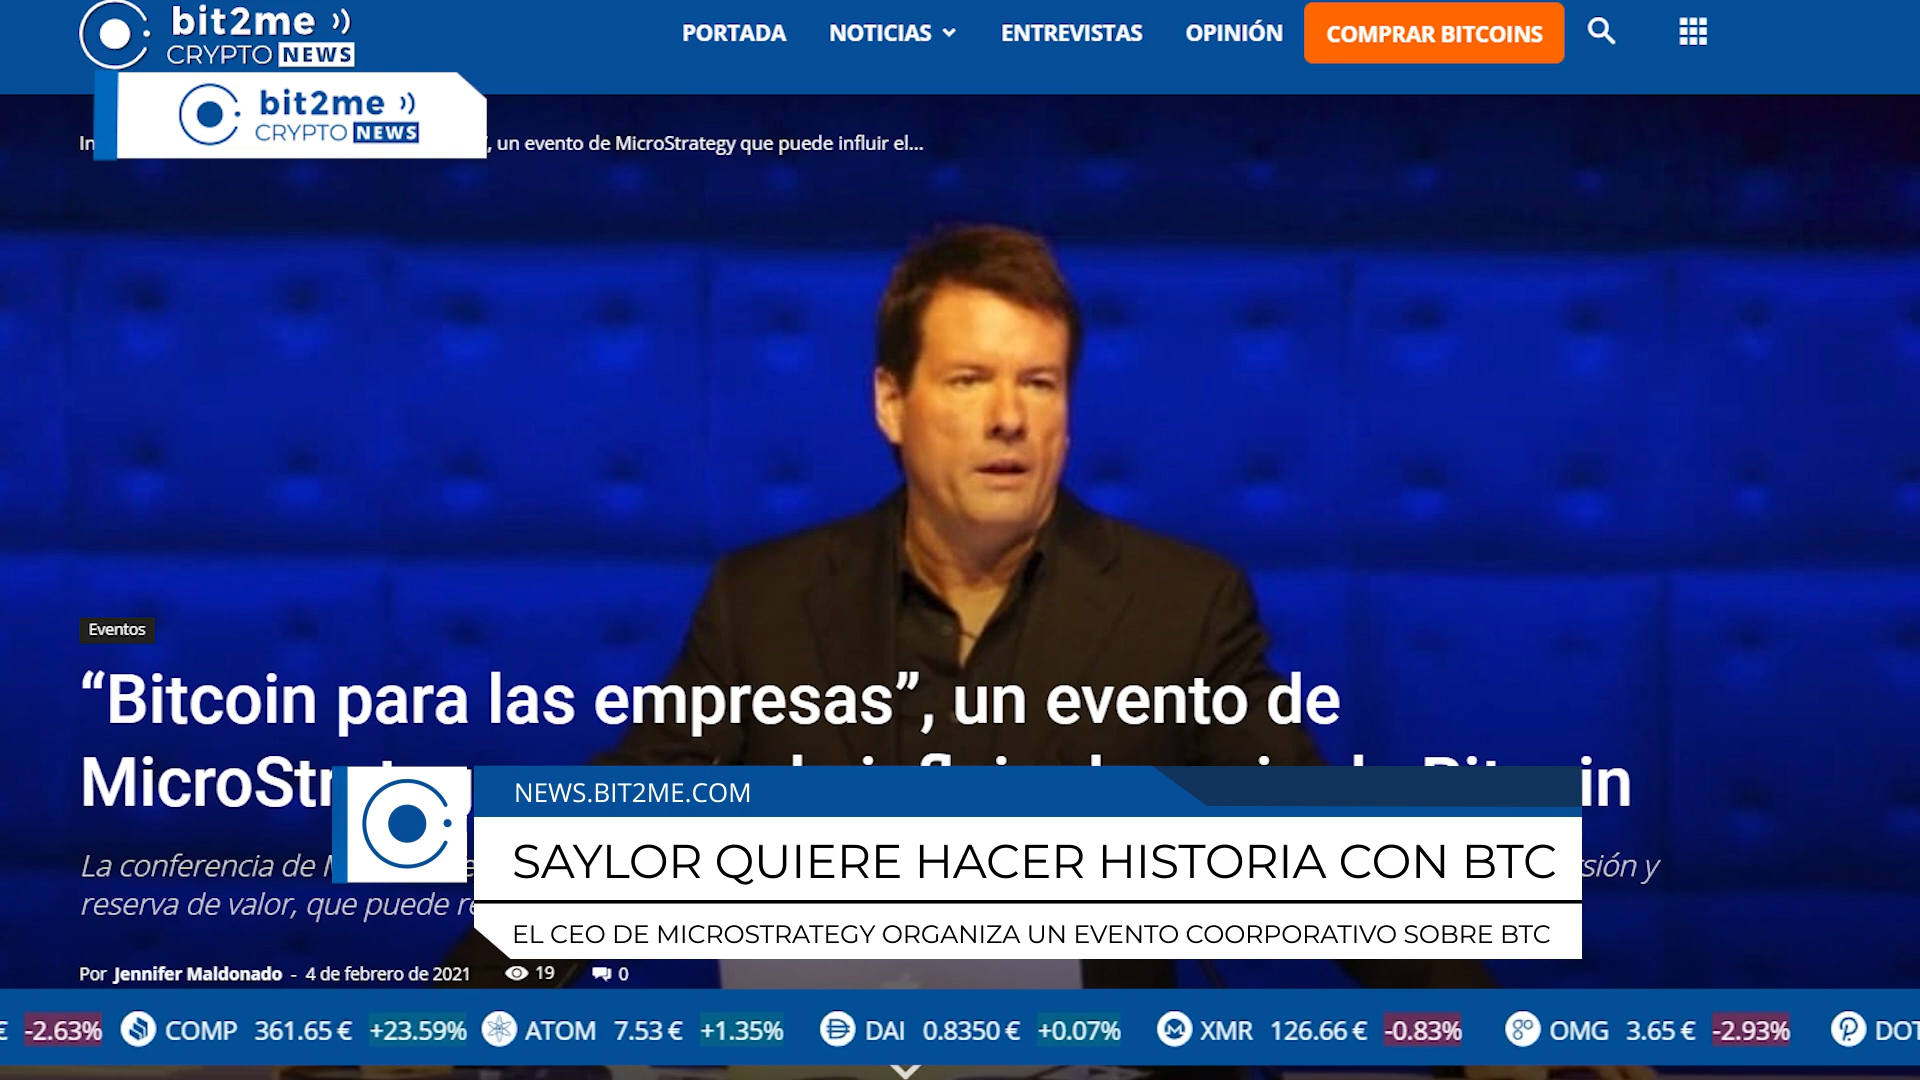 bit2me
CRYPTO NEWS
PORTADA NOTICIAS ENTREVISTAS OPINIÓN COMPRAR BITCOINS
bit2me
CRYPTO NEWS
, un evento de MicroStrategy que puede influir el...
Eventos
“Bitcoin para las empresas”, un evento de
MicroStr
NEWS.BIT2ME.COM
SAYLOR QUIERE HACER HISTORIA CON BTC
La conferencia de
reserva de valor, que puede
EL CEO DE MICROSTRATEGY ORGANIZA UN EVENTO COORPORATIVO SOBRE BTC
Por Jennifer Maldonado - 4 de febrero de 2021 19 0
€ -2.63% COMP 361.65 € +23.59% ATOM 7.53 € +1.35% DAI 0.8350 € +0.07% XMR 126.66 € -0.83% OMG 3.65 € -2.93% DOT